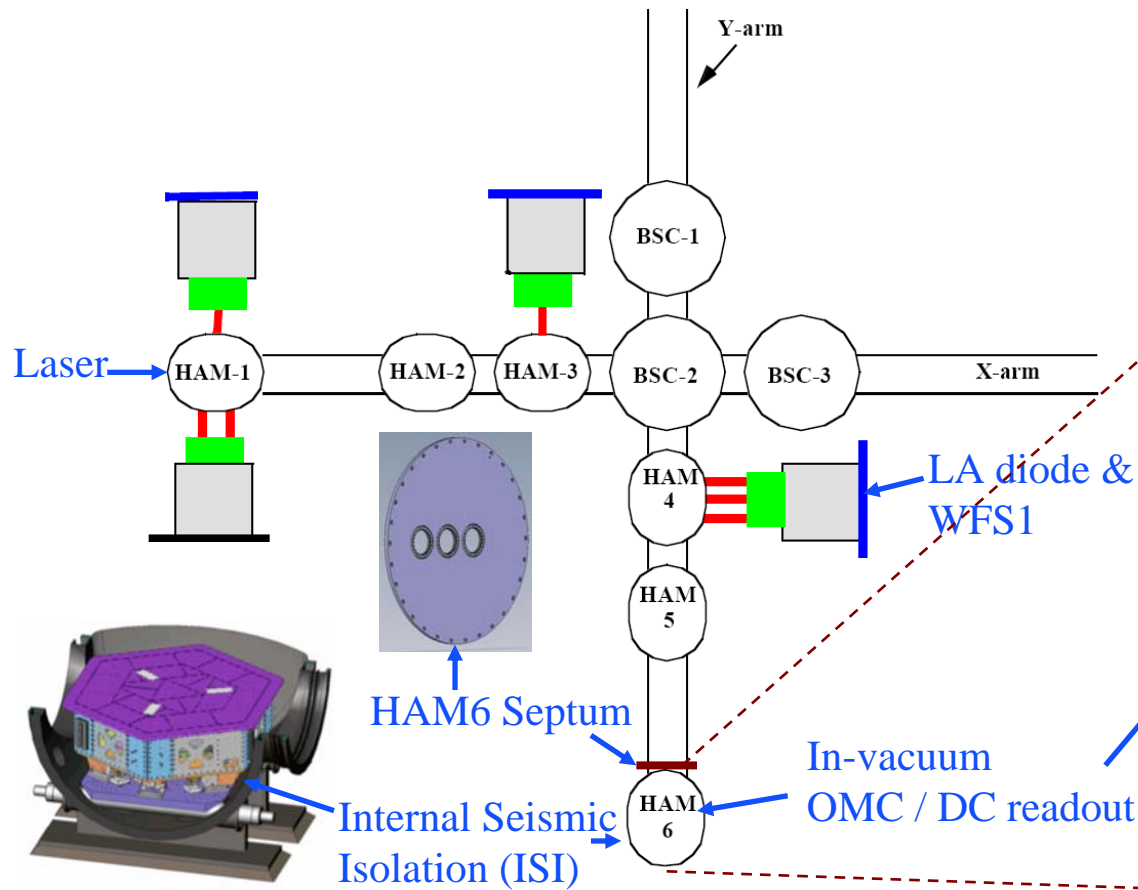 Y-arm
BSC-1
Laser
HAM-1
HAM-2
HAM-3
BSC-2
BSC-3
X-arm
HAM
4
LA diode &
WFS1
HAM
5
HAM6 Septum
In-vacuum
OMC / DC readout
HAM
6
Internal Seismic
Isolation (ISI)